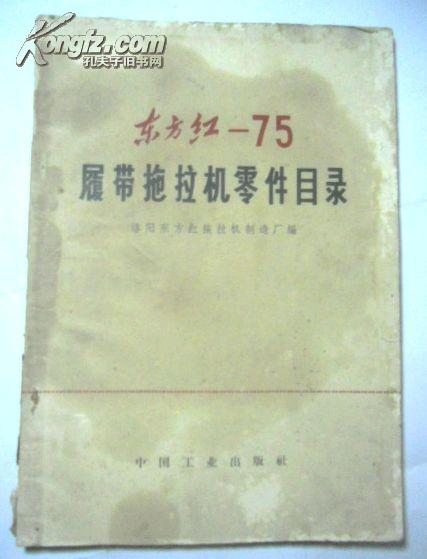 Kongfz.com
孔夫子旧书网
东方红-75
履带拖拉机零件目录
洛阳东方红拖拉机制造厂编
中国工业出版社